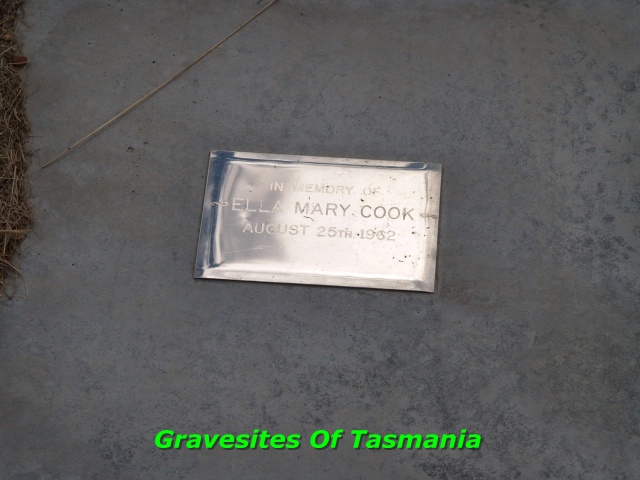 IN MEMORY OF
ELLA MARY COOK
AUGUST 25TH 1962
Gravesites Of Tasmania